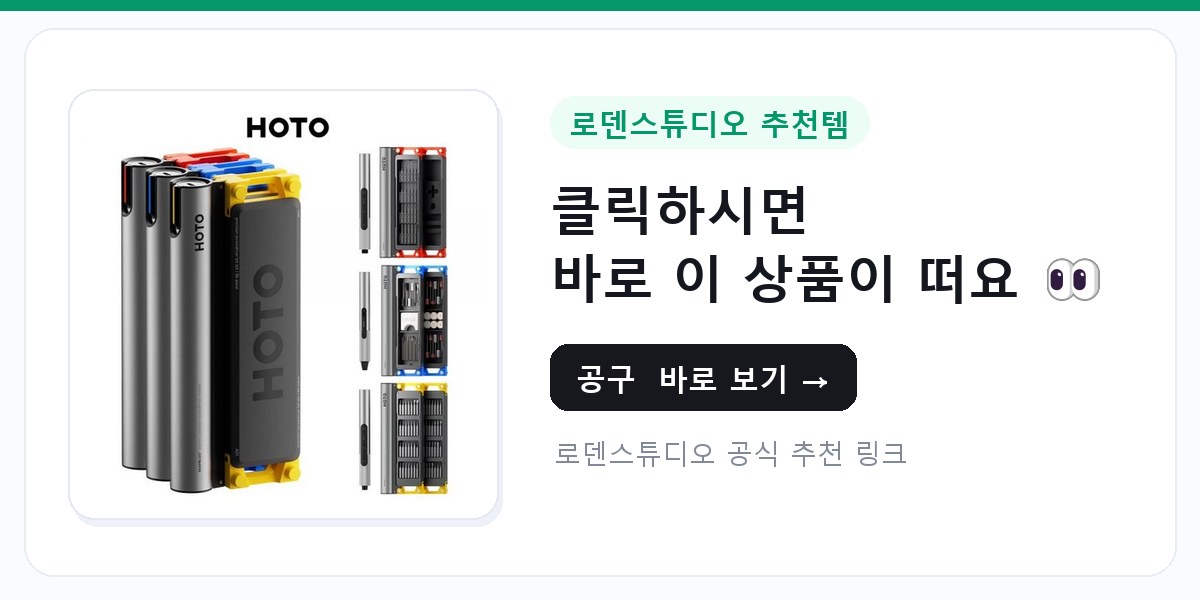 HOTO
HOTO
HOTO
로덴스튜디오 추천템
클릭하시면
바로 이 상품이 떠요 👀
공구 바로 보기 →
로덴스튜디오 공식 추천 링크